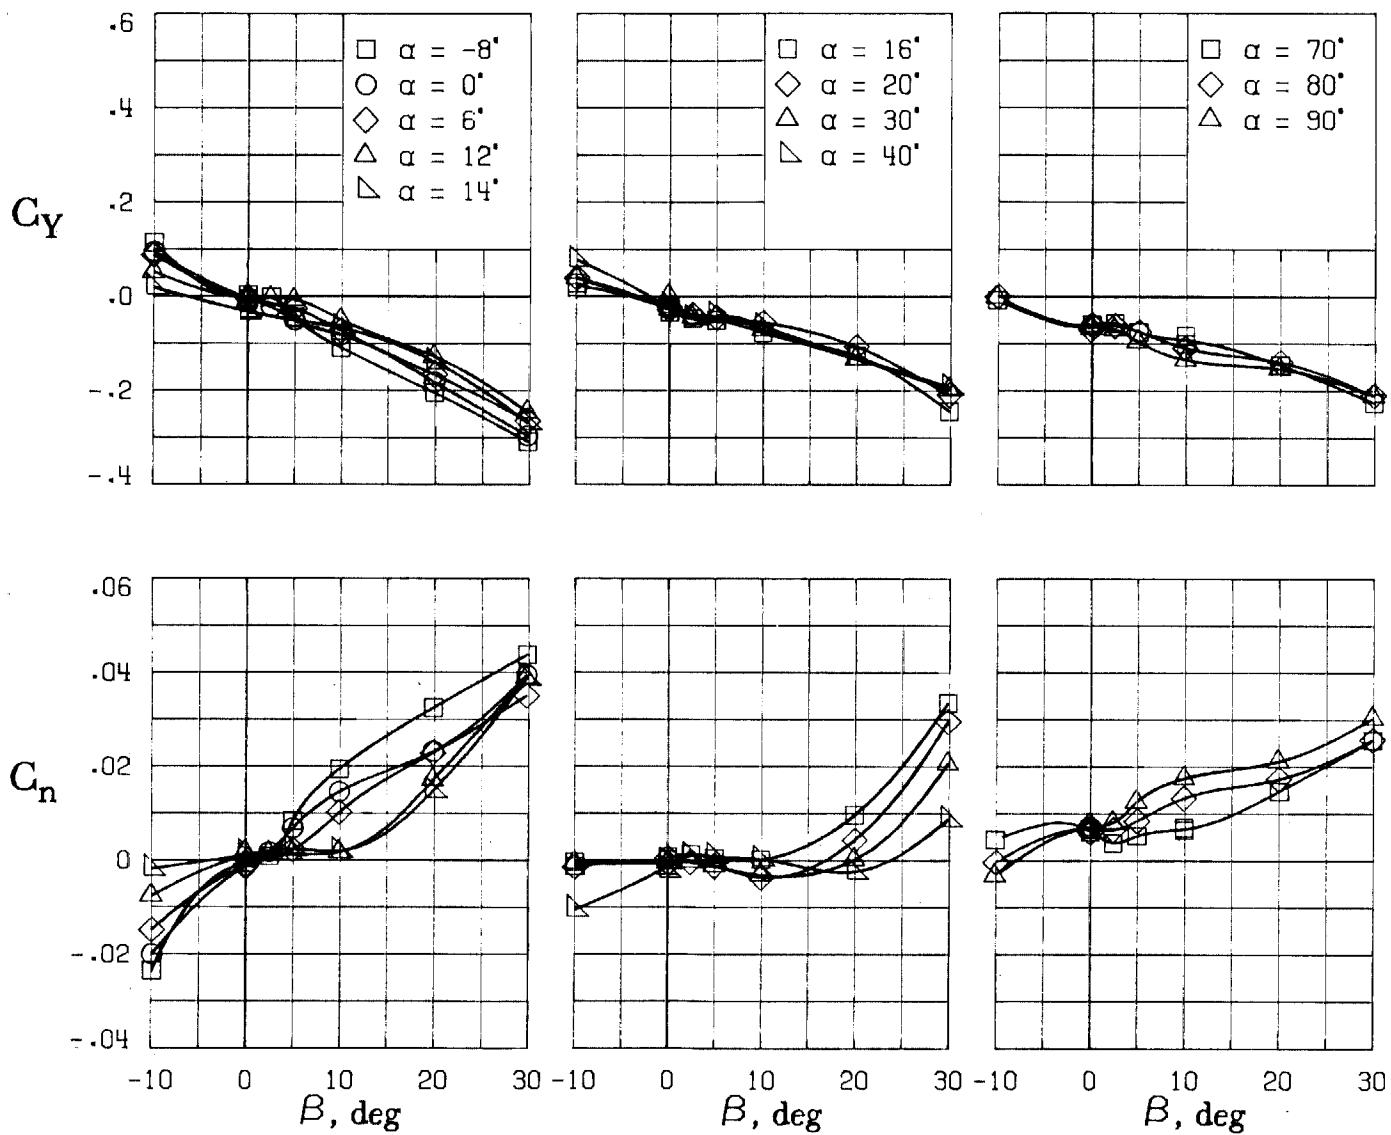 .6
.4
.2
.0
-.2
-.4
C_Y
α = -8°
α = 0°
α = 6°
α = 12°
α = 14°
α = 16°
α = 20°
α = 30°
α = 40°
α = 70°
α = 80°
α = 90°
.06
.04
.02
0
-.02
-.04
C_n
-10 0 10 20 30
β, deg
-10 0 10 20 30
β, deg
-10 0 10 20 30
β, deg